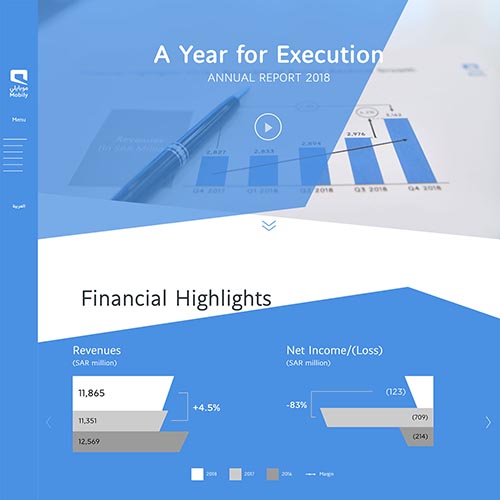 A Year for Execution
ANNUAL REPORT 2018
موبايلي
Mobily
Menu
العربية
Revenues
(in SAR Million)
2,827
2,833
2,894
2,976
Q4 2017
Q1 2018
Q2 2018
Q3 2018
Q4 2018
Financial Highlights
Revenues
(SAR million)
11,865
11,351
12,569
+4.5%
Net Income/(Loss)
(SAR million)
-83%
(123)
(709)
(214)
2018
2017
2016
Margin